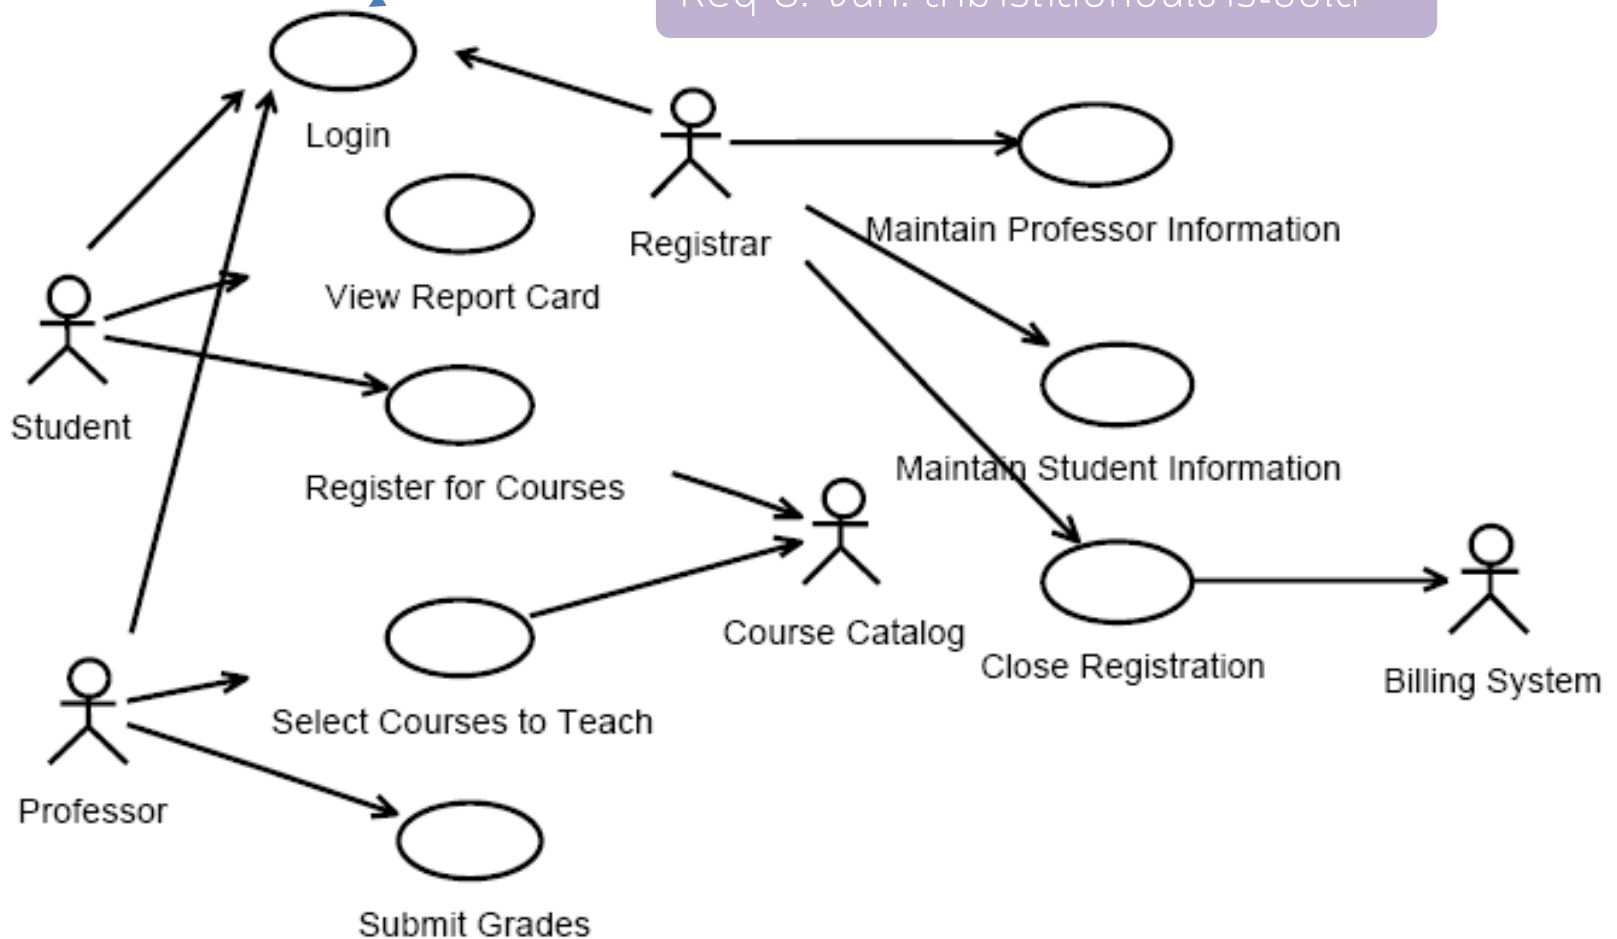 Login
Registrar
Maintain Professor Information
View Report Card
Student
Register for Courses
Maintain Student Information
Course Catalog
Close Registration
Billing System
Select Courses to Teach
Professor
Submit Grades